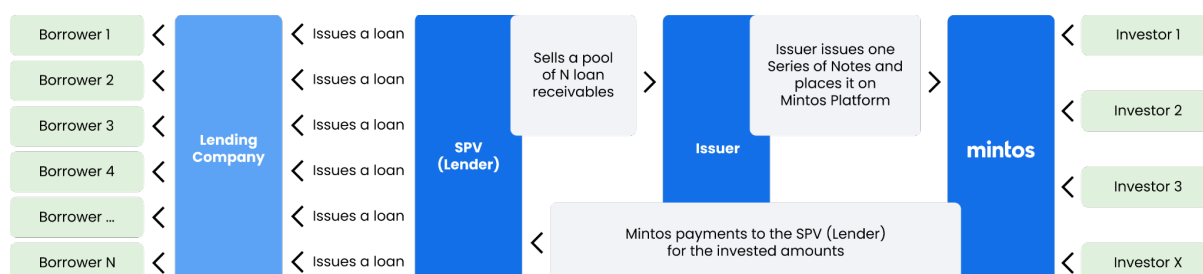 Borrower 1
Borrower 2
Borrower 3
Borrower 4
Borrower ...
Borrower N
Lending
Company
Issues a loan
Issues a loan
Issues a loan
Issues a loan
Issues a loan
Issues a loan
SPV
(Lender)
Sells a pool
of N loan
receivables
Issuer
Issuer issues one
Series of Notes and
places it on
Mintos Platform
Mintos payments to the SPV (Lender)
for the invested amounts
mintos
Investor 1
Investor 2
Investor 3
Investor X